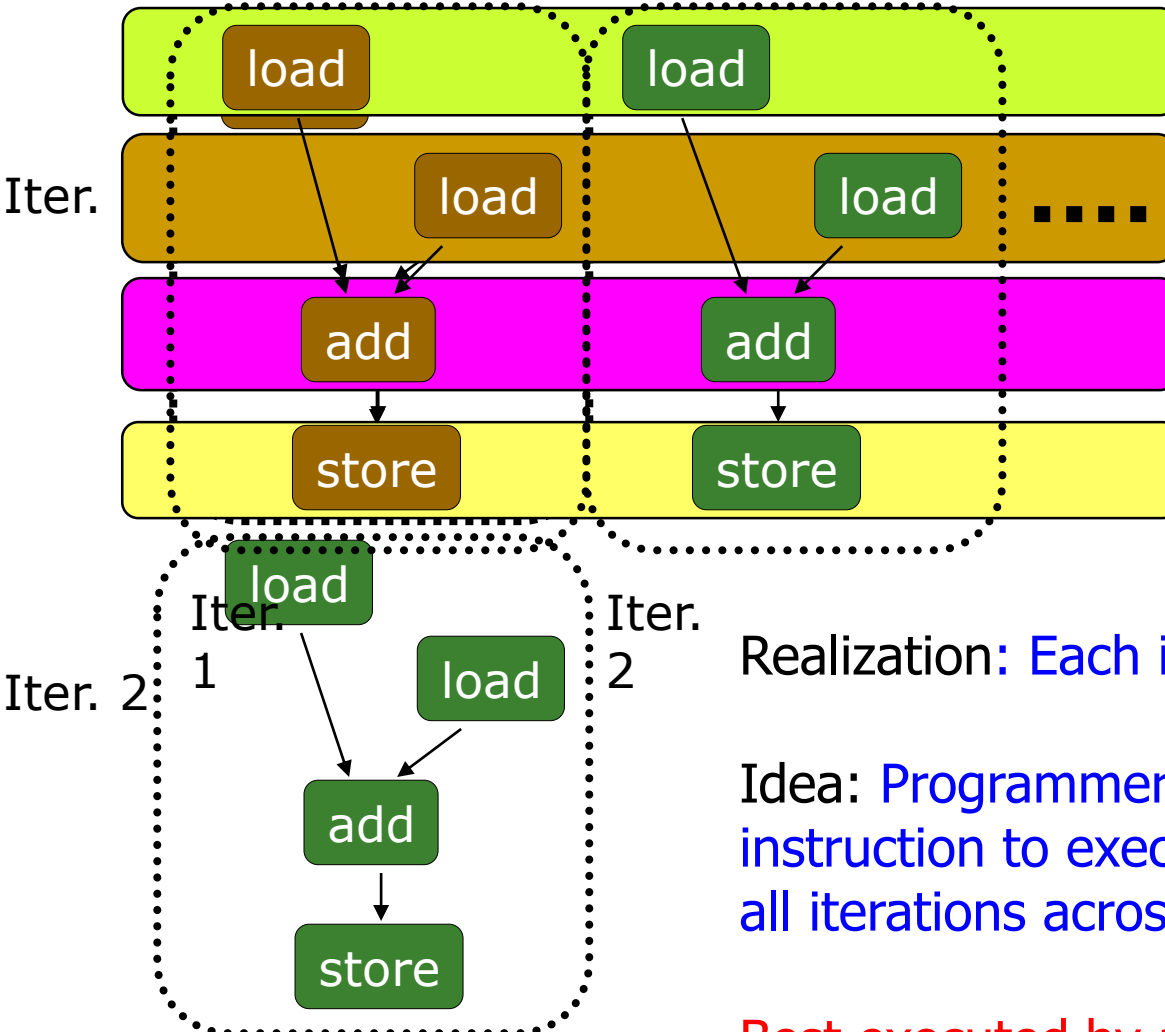 load load
Iter. load load
add add
store store
load
Iter. 1
Iter. 2
Iter. 2
load
add
store
Realization: Each i
Idea: Programmer
instruction to exec
all iterations acros